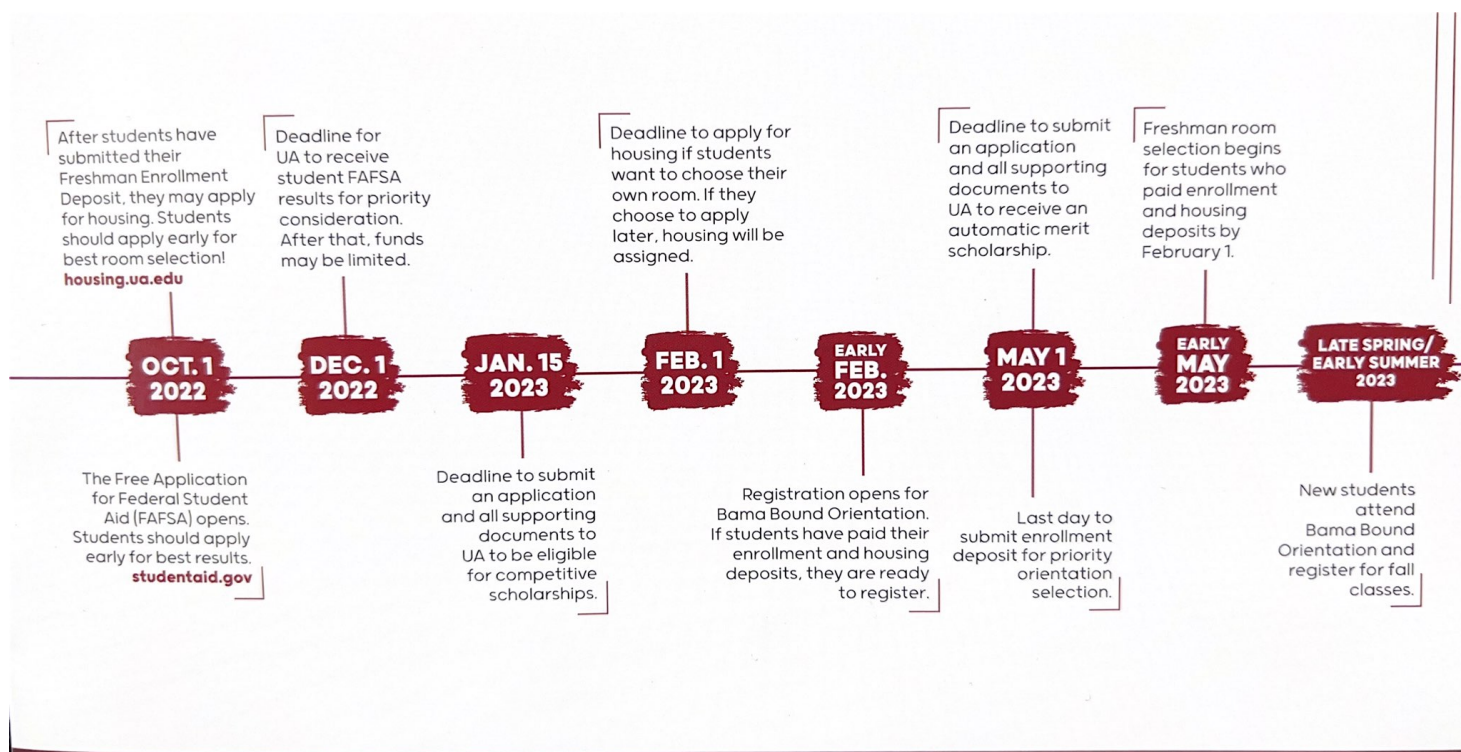 After students have
submitted their
Freshman Enrollment
Deposit, they may apply
for housing. Students
should apply early for
best room selection!
housing.ua.edu
Deadline for
UA to receive
student FAFSA
results for priority
consideration.
After that, funds
may be limited.
Deadline to apply for
housing if students
want to choose their
own room. If they
choose to apply
later, housing will be
assigned.
Deadline to submit
an application
and all supporting
documents to
UA to receive an
automatic merit
scholarship.
Freshman room
selection begins
for students who
paid enrollment
and housing
deposits by
February 1.
OCT. 1
2022
DEC. 1
2022
JAN. 15
2023
FEB. 1
2023
EARLY
FEB.
2023
MAY 1
2023
EARLY
MAY
2023
LATE SPRING/
EARLY SUMMER
2023
The Free Application
for Federal Student
Aid (FAFSA) opens.
Students should apply
early for best results.
studentaid.gov
Deadline to submit
an application
and all supporting
documents to
UA to be eligible
for competitive
scholarships.
Registration opens for
Bama Bound Orientation.
If students have paid their
enrollment and housing
deposits, they are ready
to register.
Last day to
submit enrollment
deposit for priority
orientation
selection.
New students
attend
Bama Bound
Orientation and
register for fall
classes.